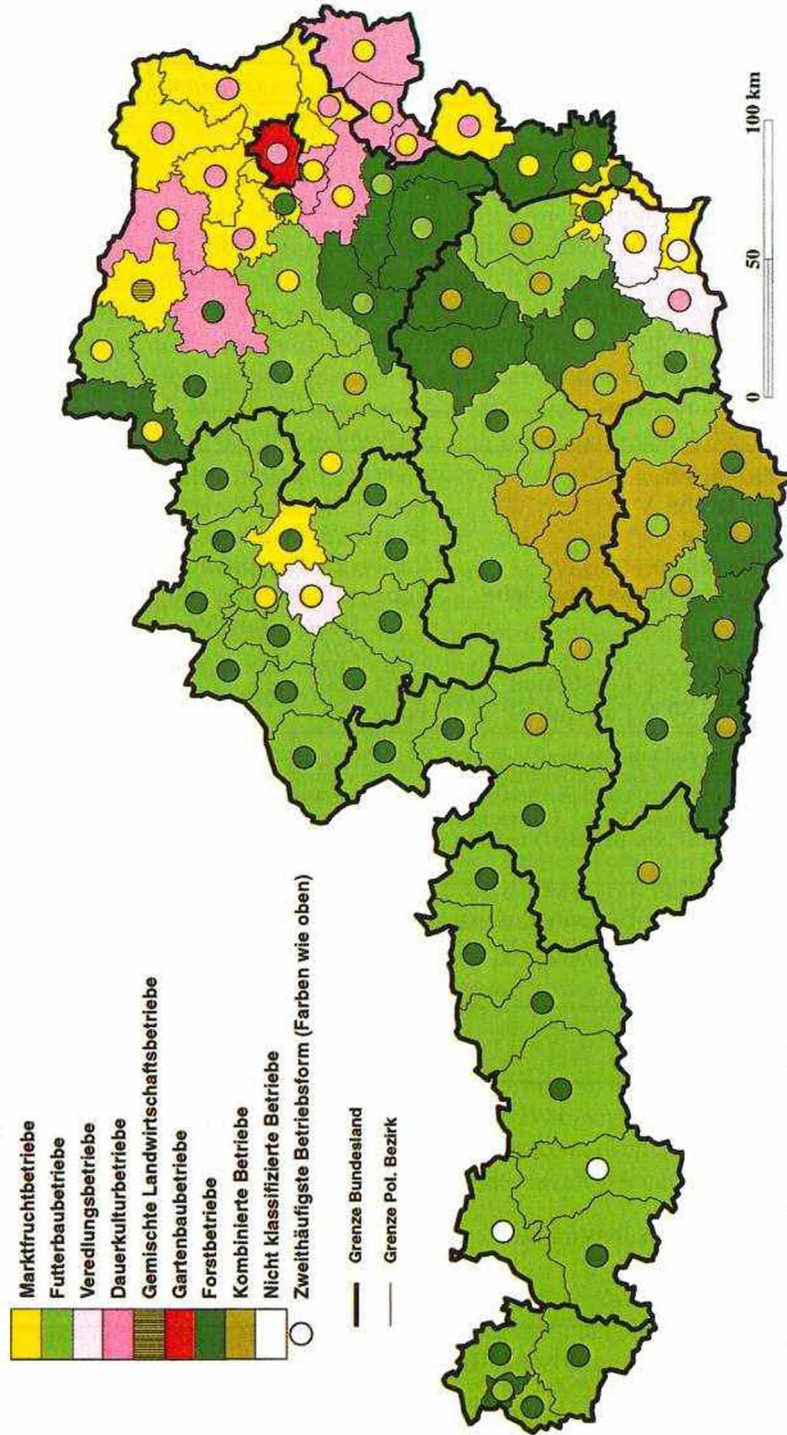 Marktfruchtbetriebe
Futterbaubetriebe
Veredlungsbetriebe
Dauerkulturbetriebe
Gemischte Landwirtschaftsbetriebe
Gartenbaubetriebe
Forstbetriebe
Kombinierte Betriebe
Nicht klassifizierte Betriebe
Zweithäufigste Betriebsform (Farben wie oben)
Grenze Bundesland
Grenze Pol. Bezirk
0 50 100 km